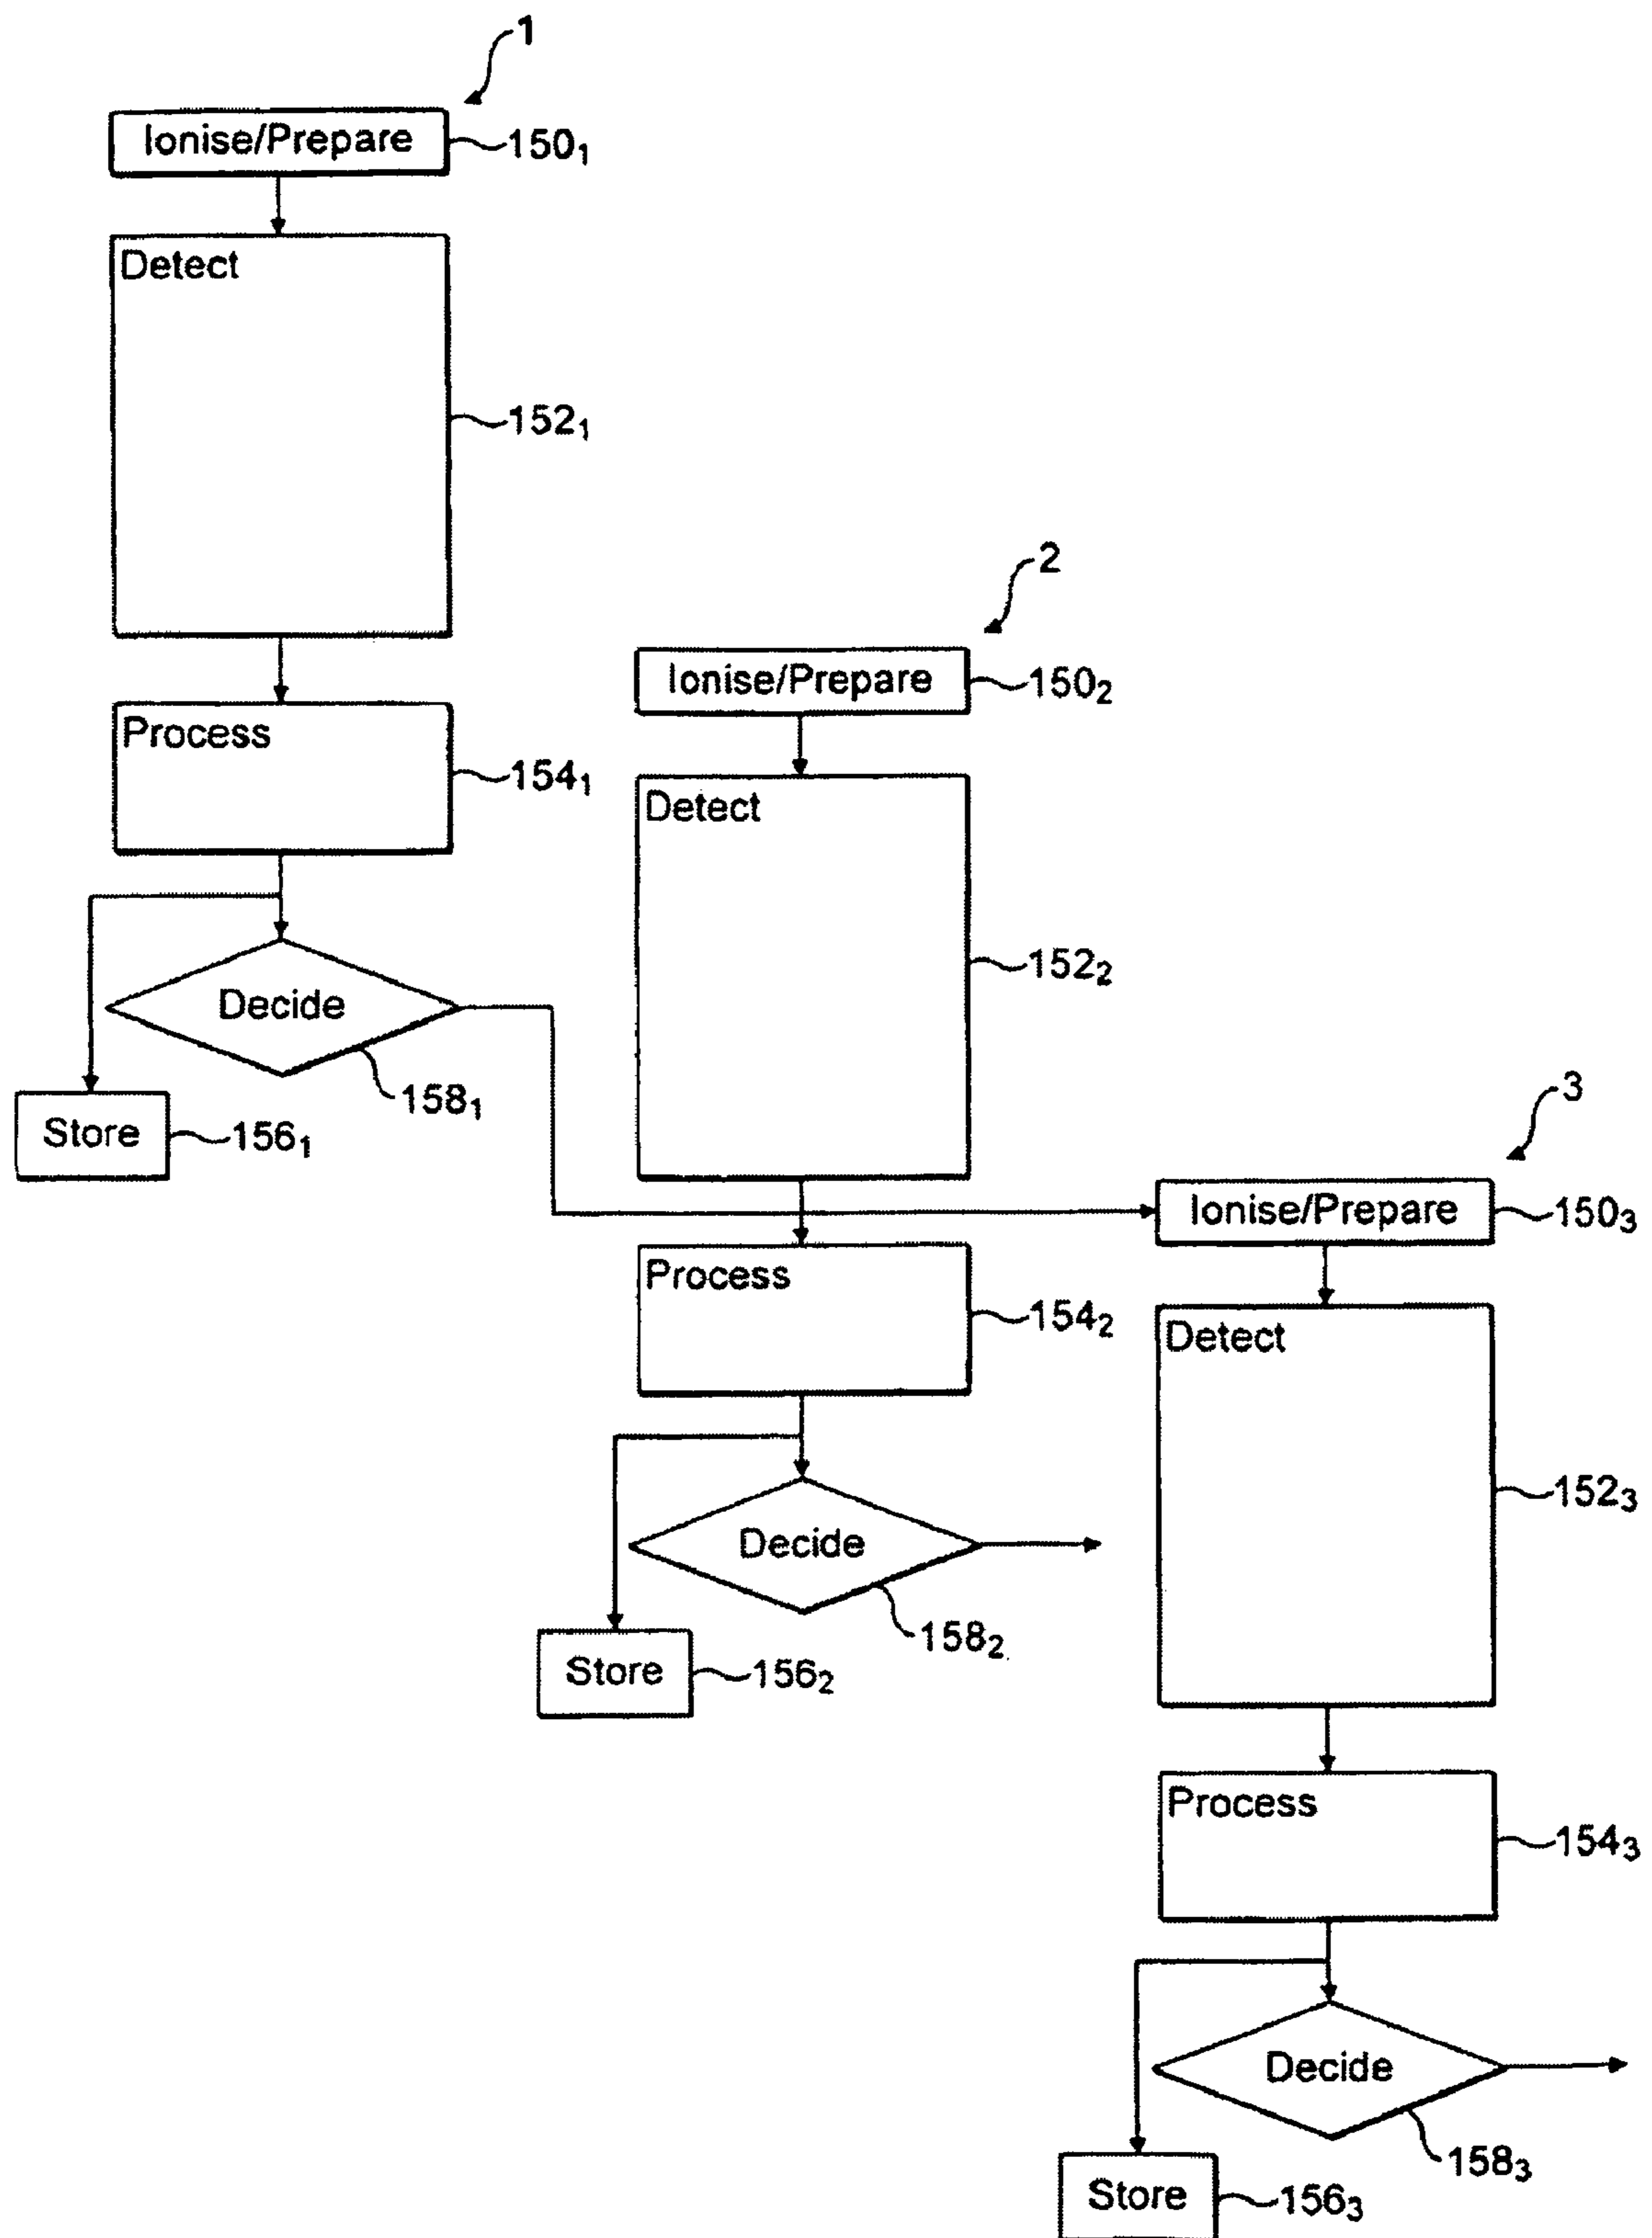 1
Ionise/Prepare
150₁
Detect
152₁
Process
154₁
Decide
158₁
Store
156₁
2
Ionise/Prepare
150₂
Detect
152₂
Process
154₂
Decide
158₂
Store
156₂
3
Ionise/Prepare
150₃
Detect
152₃
Process
154₃
Decide
158₃
Store
156₃